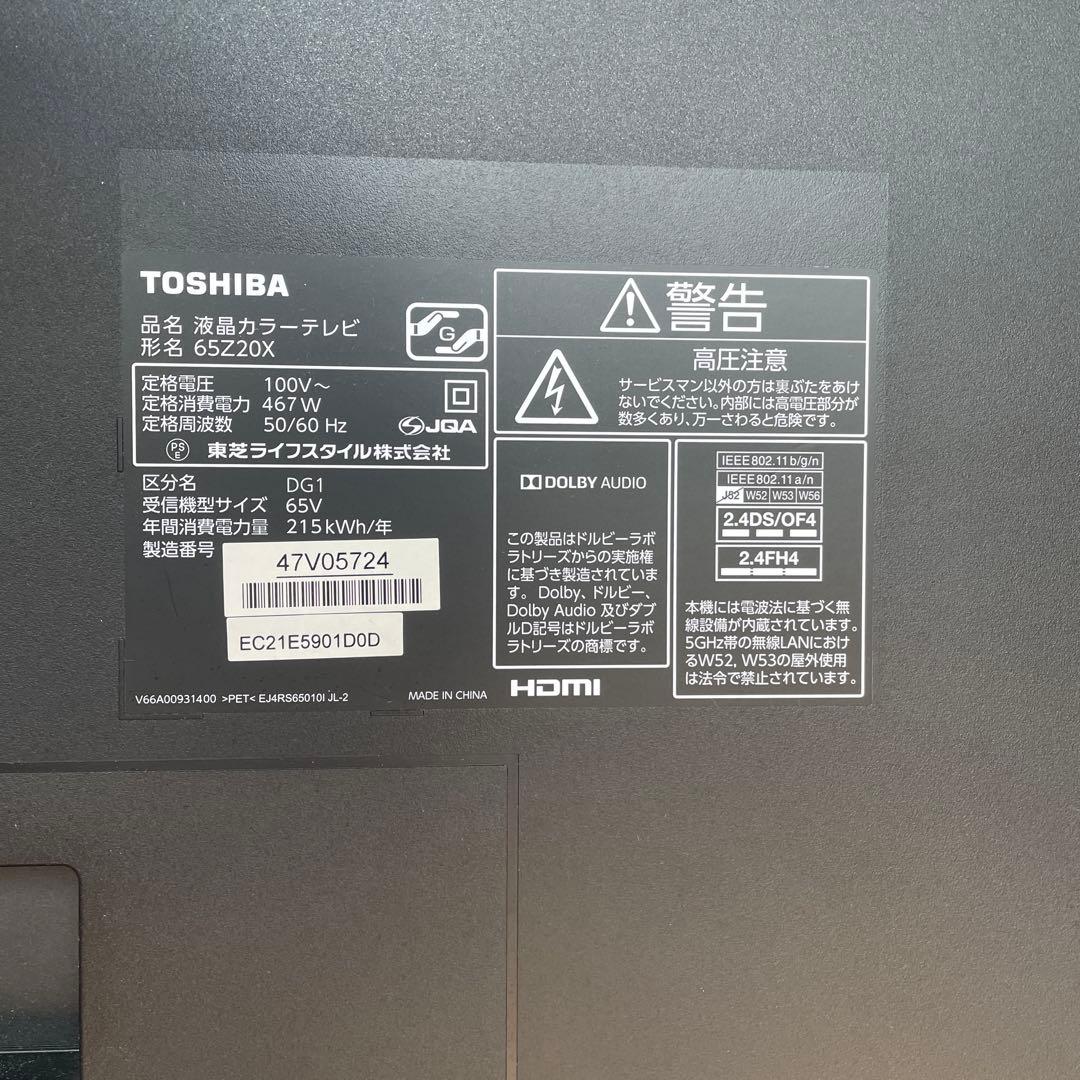 TOSHIBA
品名 液晶カラーテレビ
形名 65Z20X
G
定格電圧 100V～
定格消費電力 467W
定格周波数 50/60 Hz
JQA
PS
E
東芝ライフスタイル株式会社
区分名 DG1
受信機型サイズ 65V
年間消費電力量 215kWh/年
製造番号
47V05724
EC21E5901D0D
V66A00931400 >PET< EJ4RS65010I JL-2
MADE IN CHINA
警告
高圧注意
サービスマン以外の方は裏ぶたをあけ
ないでください。内部には高電圧部分が
数多くあり、万一さわると危険です。
DOLBY AUDIO
この製品はドルビーラボ
ラトリーズからの実施権
に基づき製造されていま
す。Dolby、ドルビー、
Dolby Audio 及びダブ
ルD記号はドルビーラボ
ラトリーズの商標です。
HDMI
IEEE802.11b/g/n
IEEE802.11a/n
J52 W52 W53 W56
2.4DS/OF4
2.4FH4
本機には電波法に基づく無
線設備が内蔵されています。
5GHz帯の無線LANにおけ
るW52, W53の屋外使用
は法令で禁止されています。